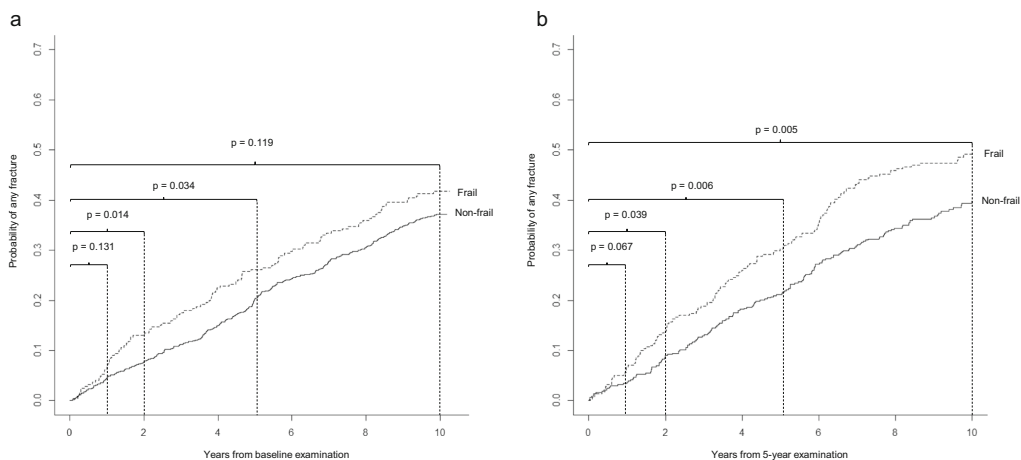 a
Probability of any fracture
0.7
0.6
0.5
0.4
0.3
0.2
0.1
0.0
p = 0.119
p = 0.034
p = 0.014
p = 0.131
Frail
Non-frail
0 2 4 6 8 10
Years from baseline examination
b
Probability of any fracture
0.7
0.6
0.5
0.4
0.3
0.2
0.1
0.0
p = 0.005
p = 0.006
p = 0.039
p = 0.067
Frail
Non-frail
0 2 4 6 8 10
Years from 5-year examination